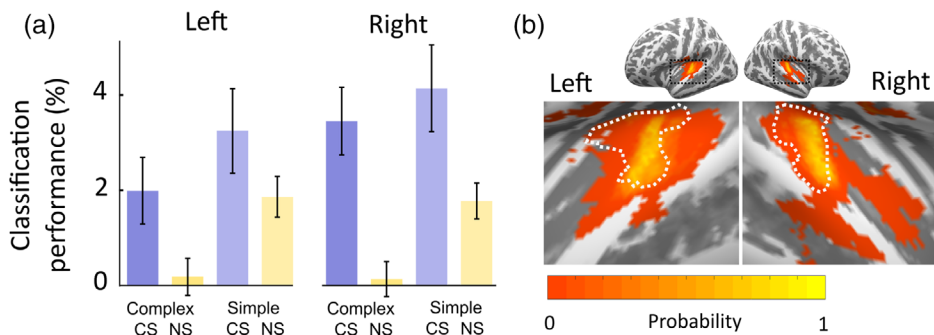 (a)
Left
Right
Classification
performance (%)
4
2
0
Complex
CS NS
Simple
CS NS
Complex
CS NS
Simple
CS NS
(b)
Left
Right
0
Probability
1